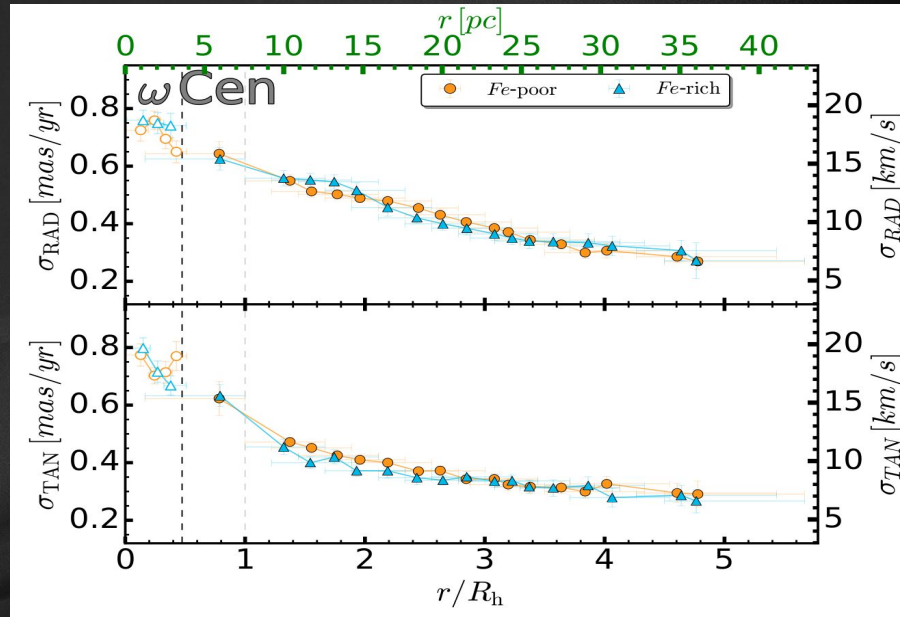 r [pc]
0 5 10 15 20 25 30 35 40
ω Cen
Fe-poor Fe-rich
σRAD [mas/yr]
0.8
0.6
0.4
0.2
20
15
10
5
σRAD [km/s]
σTAN [mas/yr]
0.8
0.6
0.4
0.2
20
15
10
5
σTAN [km/s]
0 1 2 3 4 5
r/Rh